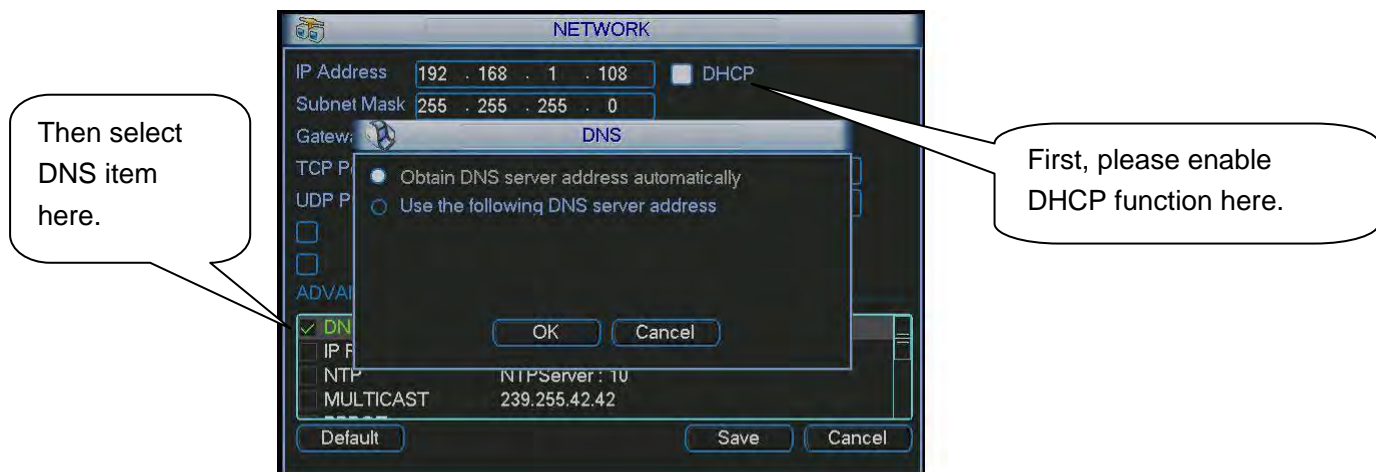 NETWORK
IP Address 192 . 168 . 1 . 108 DHCP
Subnet Mask 255 . 255 . 255 . 0
DNS
Obtain DNS server address automatically
Use the following DNS server address
OK Cancel
NTP NTPServer : 10
MULTICAST 239.255.42.42
Default Save Cancel
Then select
DNS item
here.
First, please enable
DHCP function here.